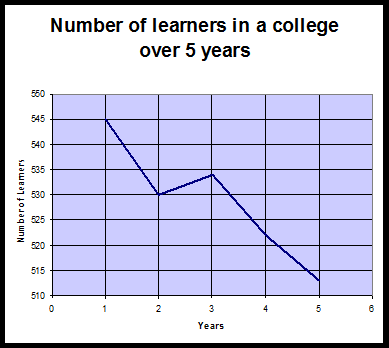 Number of learners in a college
over 5 years
Number of Learners
550
545
540
535
530
525
520
515
510
0 1 2 3 4 5 6
Years